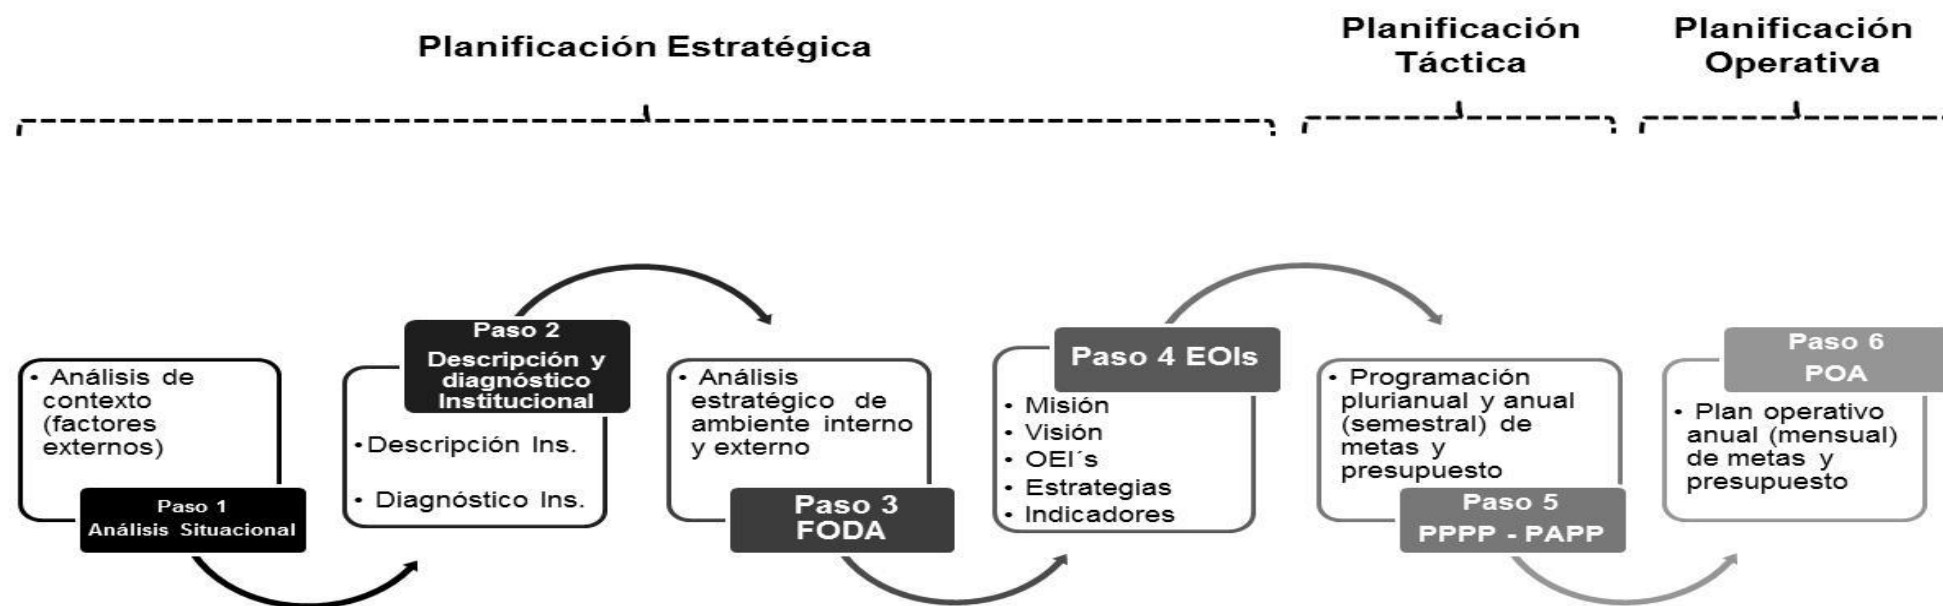 Planificación Estratégica
Planificación
Táctica
Planificación
Operativa
• Análisis de
contexto
(factores
externos)
Paso 1
Análisis Situacional
Paso 2
Descripción y
diagnóstico
Institucional
• Descripción Ins.
• Diagnóstico Ins.
• Análisis
estratégico de
ambiente interno
y externo
Paso 3
FODA
Paso 4 EOIs
• Misión
• Visión
• OEI´s
• Estrategias
• Indicadores
• Programación
plurianual y anual
(semestral) de
metas y
presupuesto
Paso 5
PPPP - PAPP
Paso 6
POA
• Plan operativo
anual (mensual)
de metas y
presupuesto